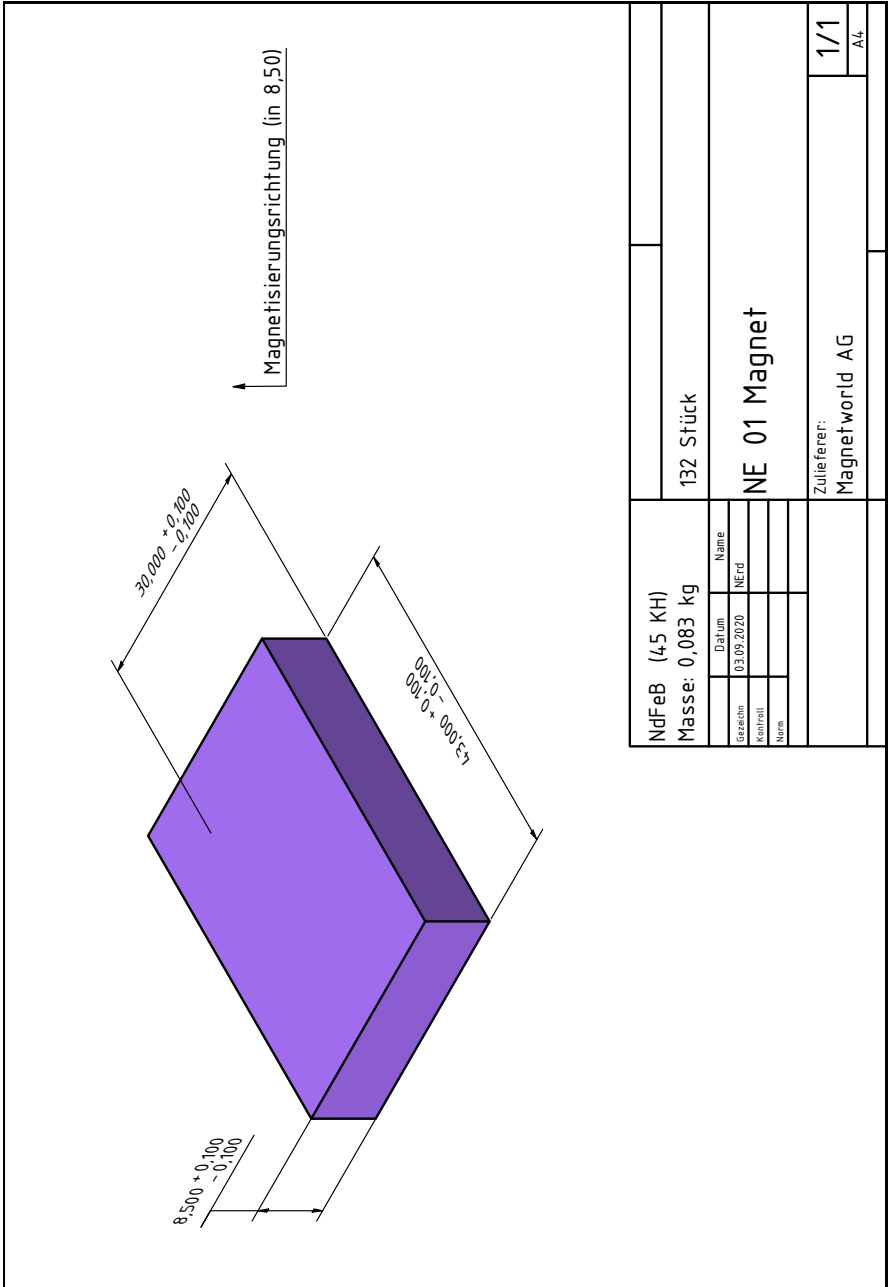 Magnetisierungsrichtung (in 8,50)
30,000 + 0,100
- 0,100
43,000 + 0,100
- 0,100
8,500 + 0,100
- 0,100
NdFeB (45 KH)
Masse: 0,083 kg
132 Stück
Datum Name
Gezeichn 03.09.2020 NErd
Kontroll
Norm
NE 01 Magnet
Zulieferer:
Magnetworld AG
1/1
A4